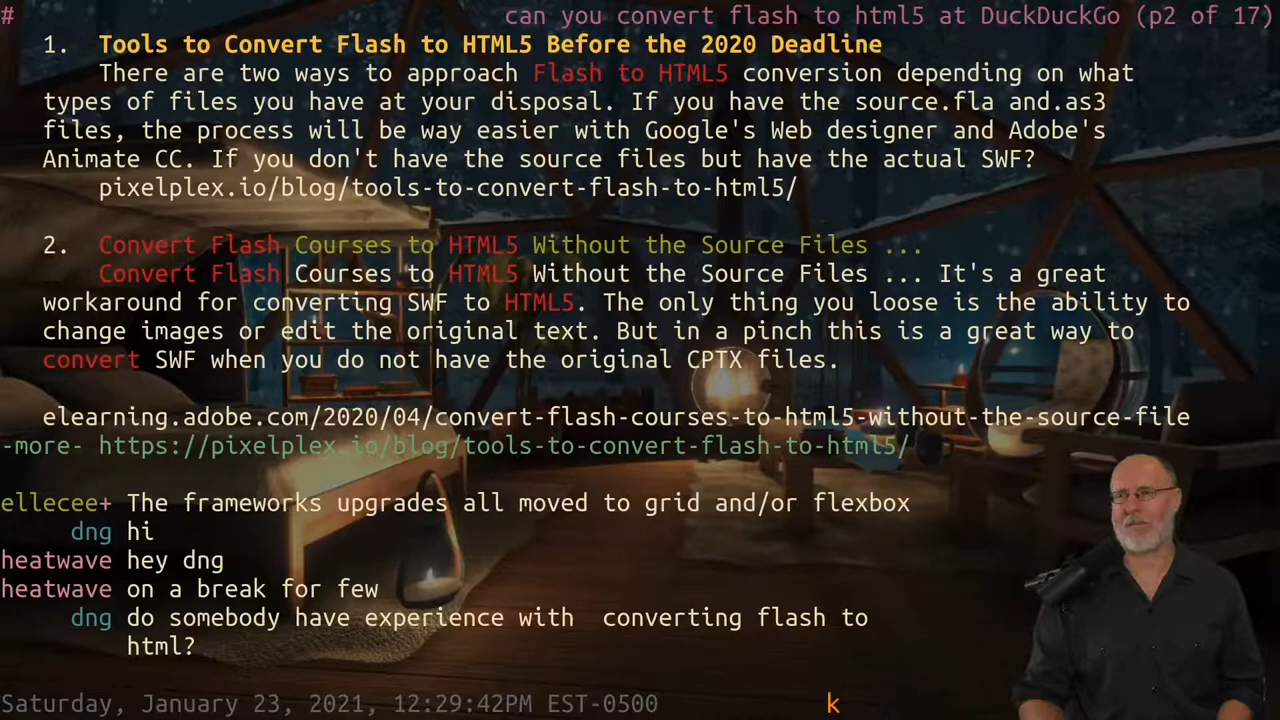 # can you convert flash to html5 at DuckDuckGo (p2 of 17)
1. Tools to Convert Flash to HTML5 Before the 2020 Deadline
There are two ways to approach Flash to HTML5 conversion depending on what
types of files you have at your disposal. If you have the source.fla and.as3
files, the process will be way easier with Google's Web designer and Adobe's
Animate CC. If you don't have the source files but have the actual SWF?
pixelplex.io/blog/tools-to-convert-flash-to-html5/
2. Convert Flash Courses to HTML5 Without the Source Files ...
Convert Flash Courses to HTML5 Without the Source Files ... It's a great
workaround for converting SWF to HTML5. The only thing you loose is the ability to
change images or edit the original text. But in a pinch this is a great way to
convert SWF when you do not have the original CPTX files.
elearning.adobe.com/2020/04/convert-flash-courses-to-html5-without-the-source-file
-more- https://pixelplex.io/blog/tools-to-convert-flash-to-html5/
ellecee+ The frameworks upgrades all moved to grid and/or flexbox
dng hi
heatwave hey dng
heatwave on a break for few
dng do somebody have experience with  converting flash to
html?
Saturday, January 23, 2021, 12:29:42PM EST-0500 k